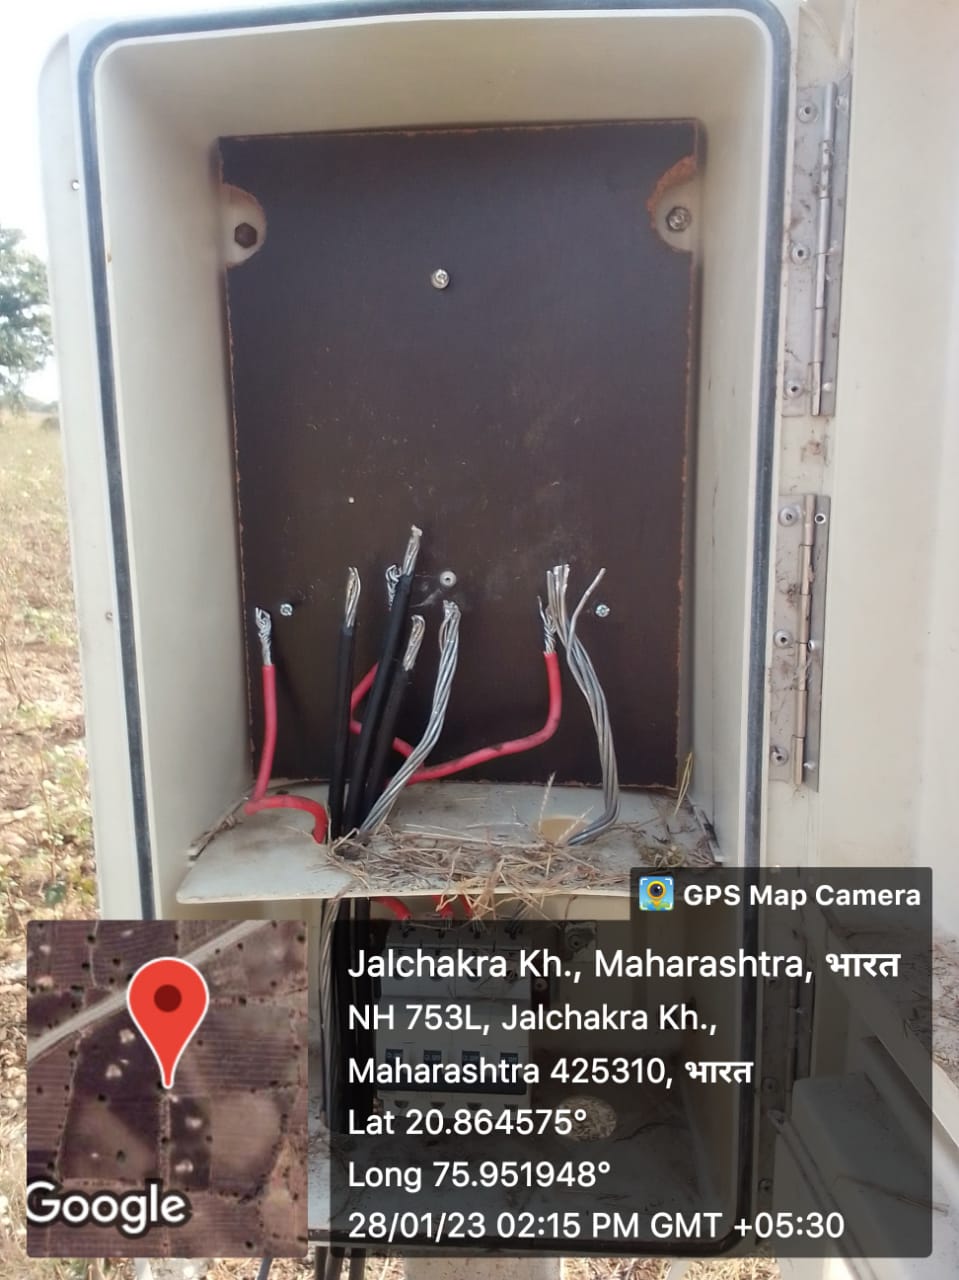 GPS Map Camera
Jalchakra Kh., Maharashtra, भारत
NH 753L, Jalchakra Kh.,
Maharashtra 425310, भारत
Lat 20.864575°
Long 75.951948°
28/01/23 02:15 PM GMT +05:30
Google